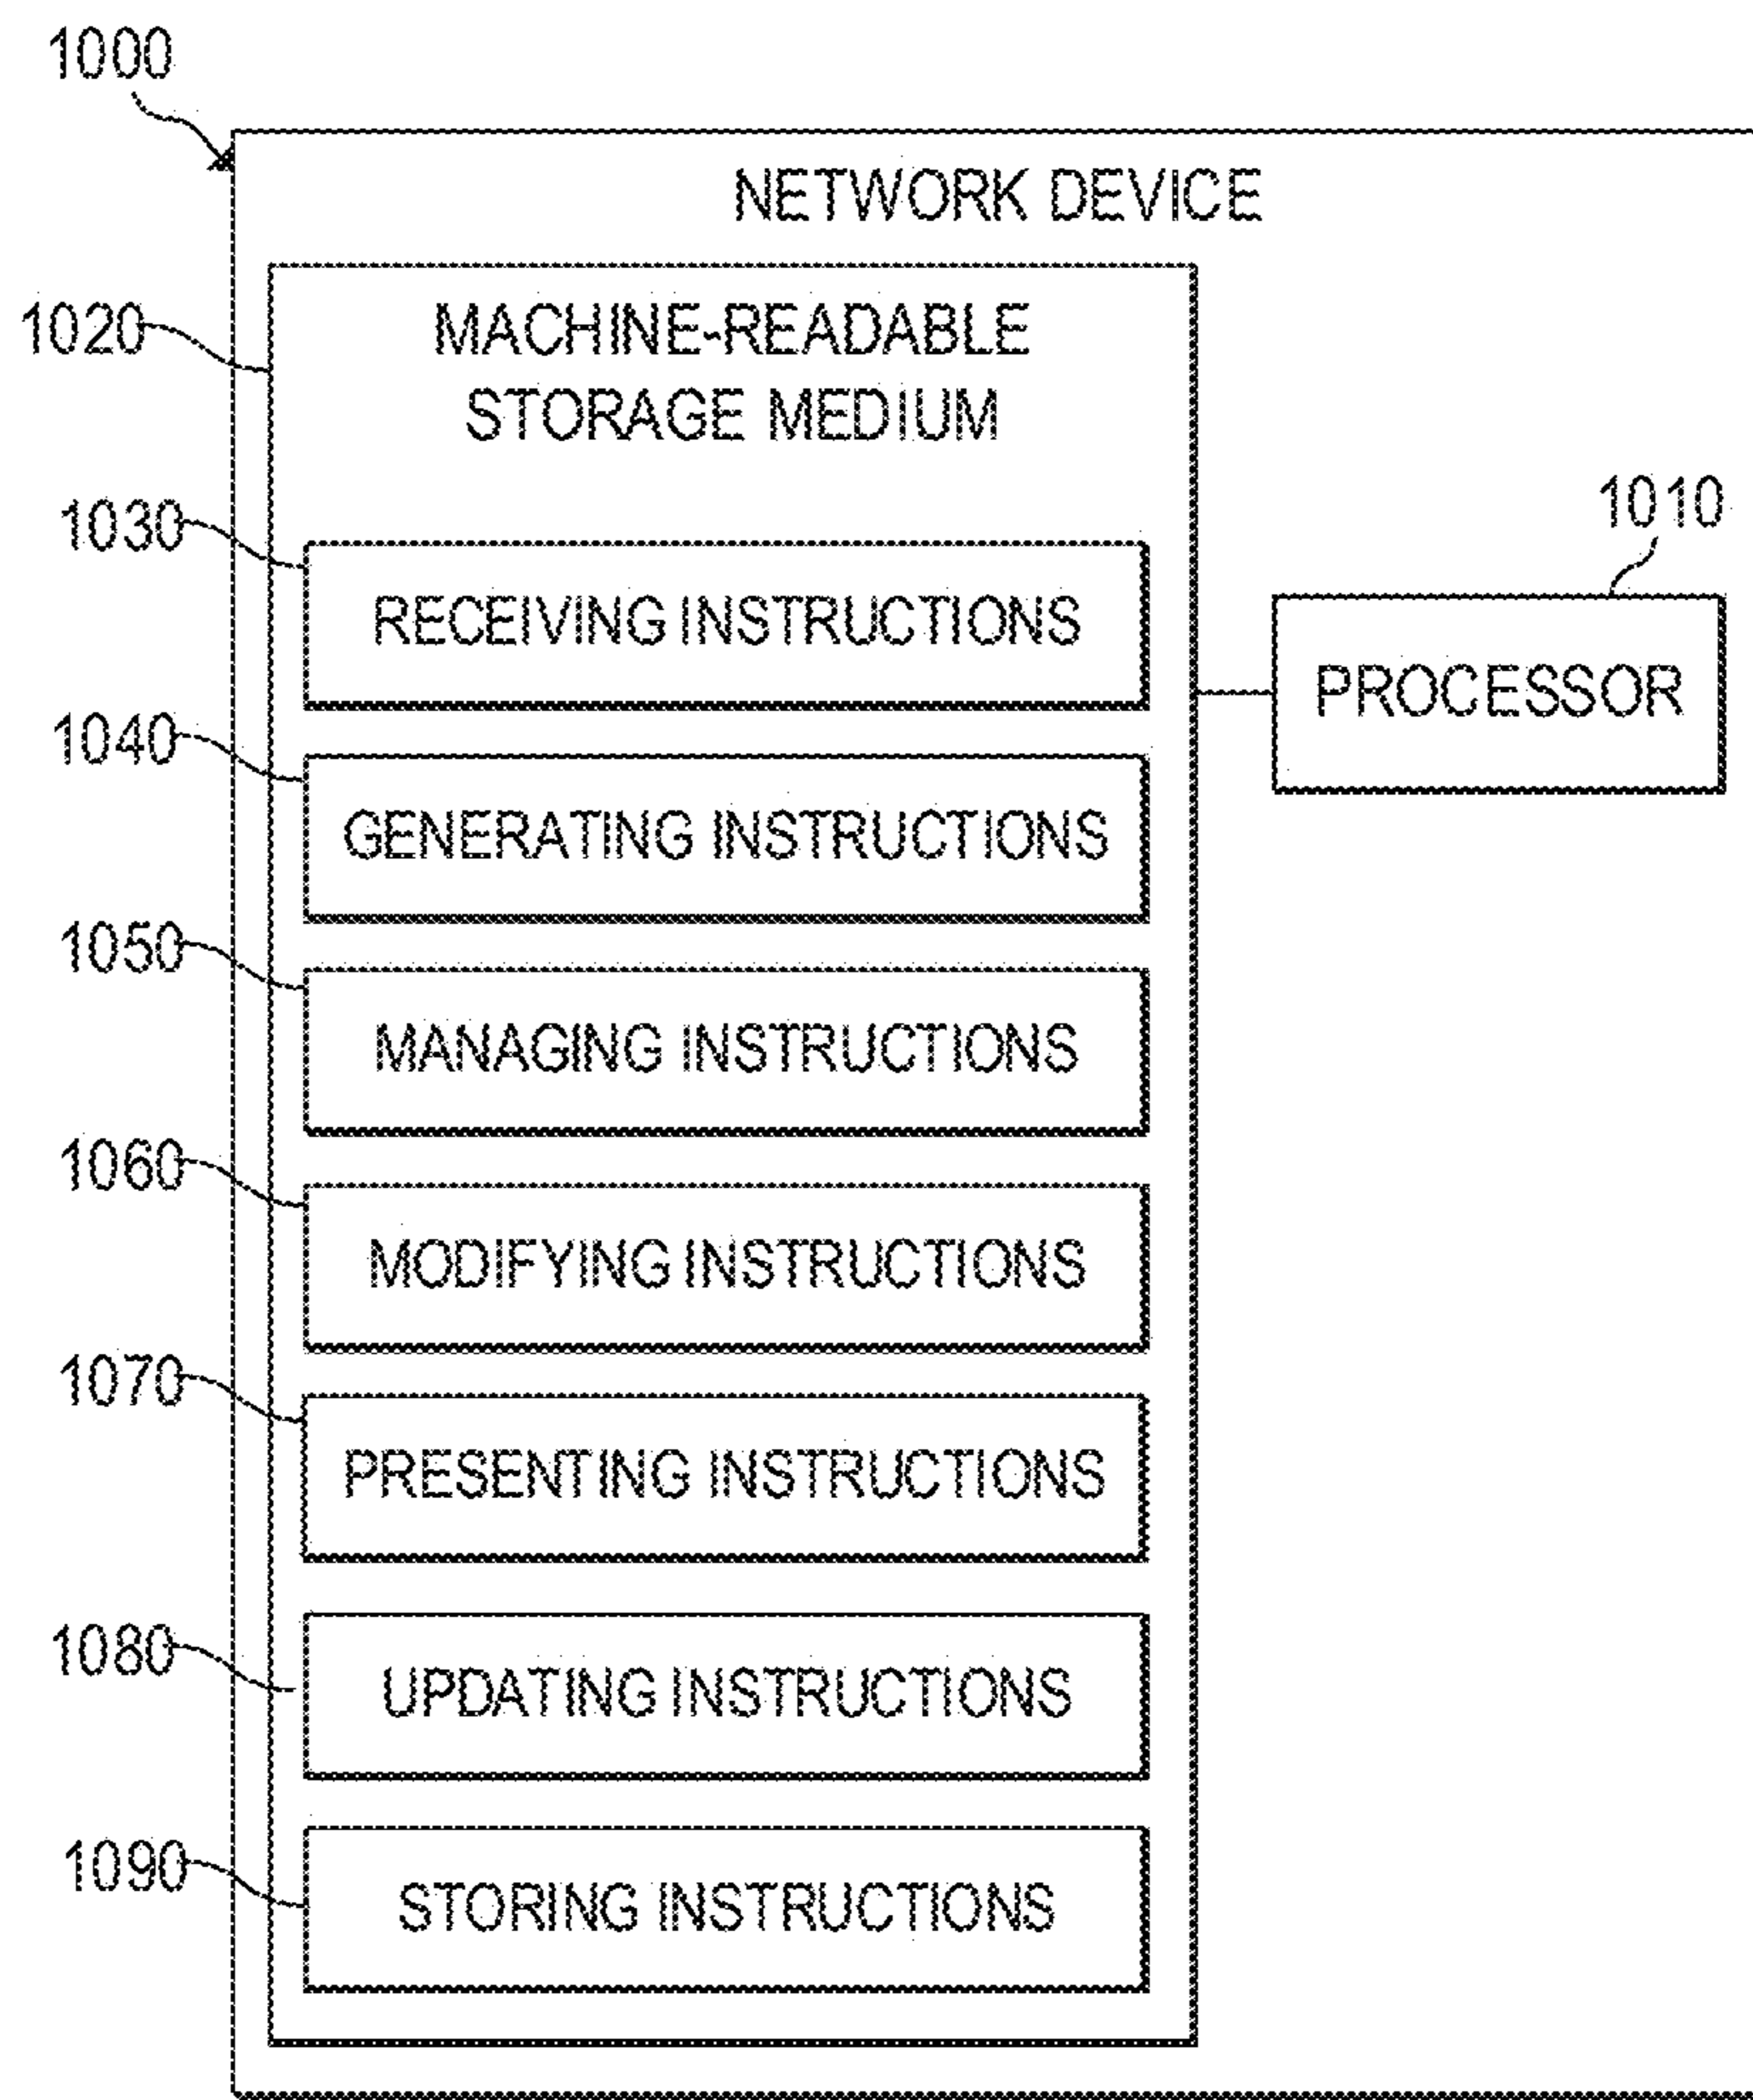 1000
NETWORK DEVICE
1020
MACHINE-READABLE
STORAGE MEDIUM
1030
RECEIVING INSTRUCTIONS
1010
PROCESSOR
1040
GENERATING INSTRUCTIONS
1050
MANAGING INSTRUCTIONS
1060
MODIFYING INSTRUCTIONS
1070
PRESENTING INSTRUCTIONS
1080
UPDATING INSTRUCTIONS
1090
STORING INSTRUCTIONS